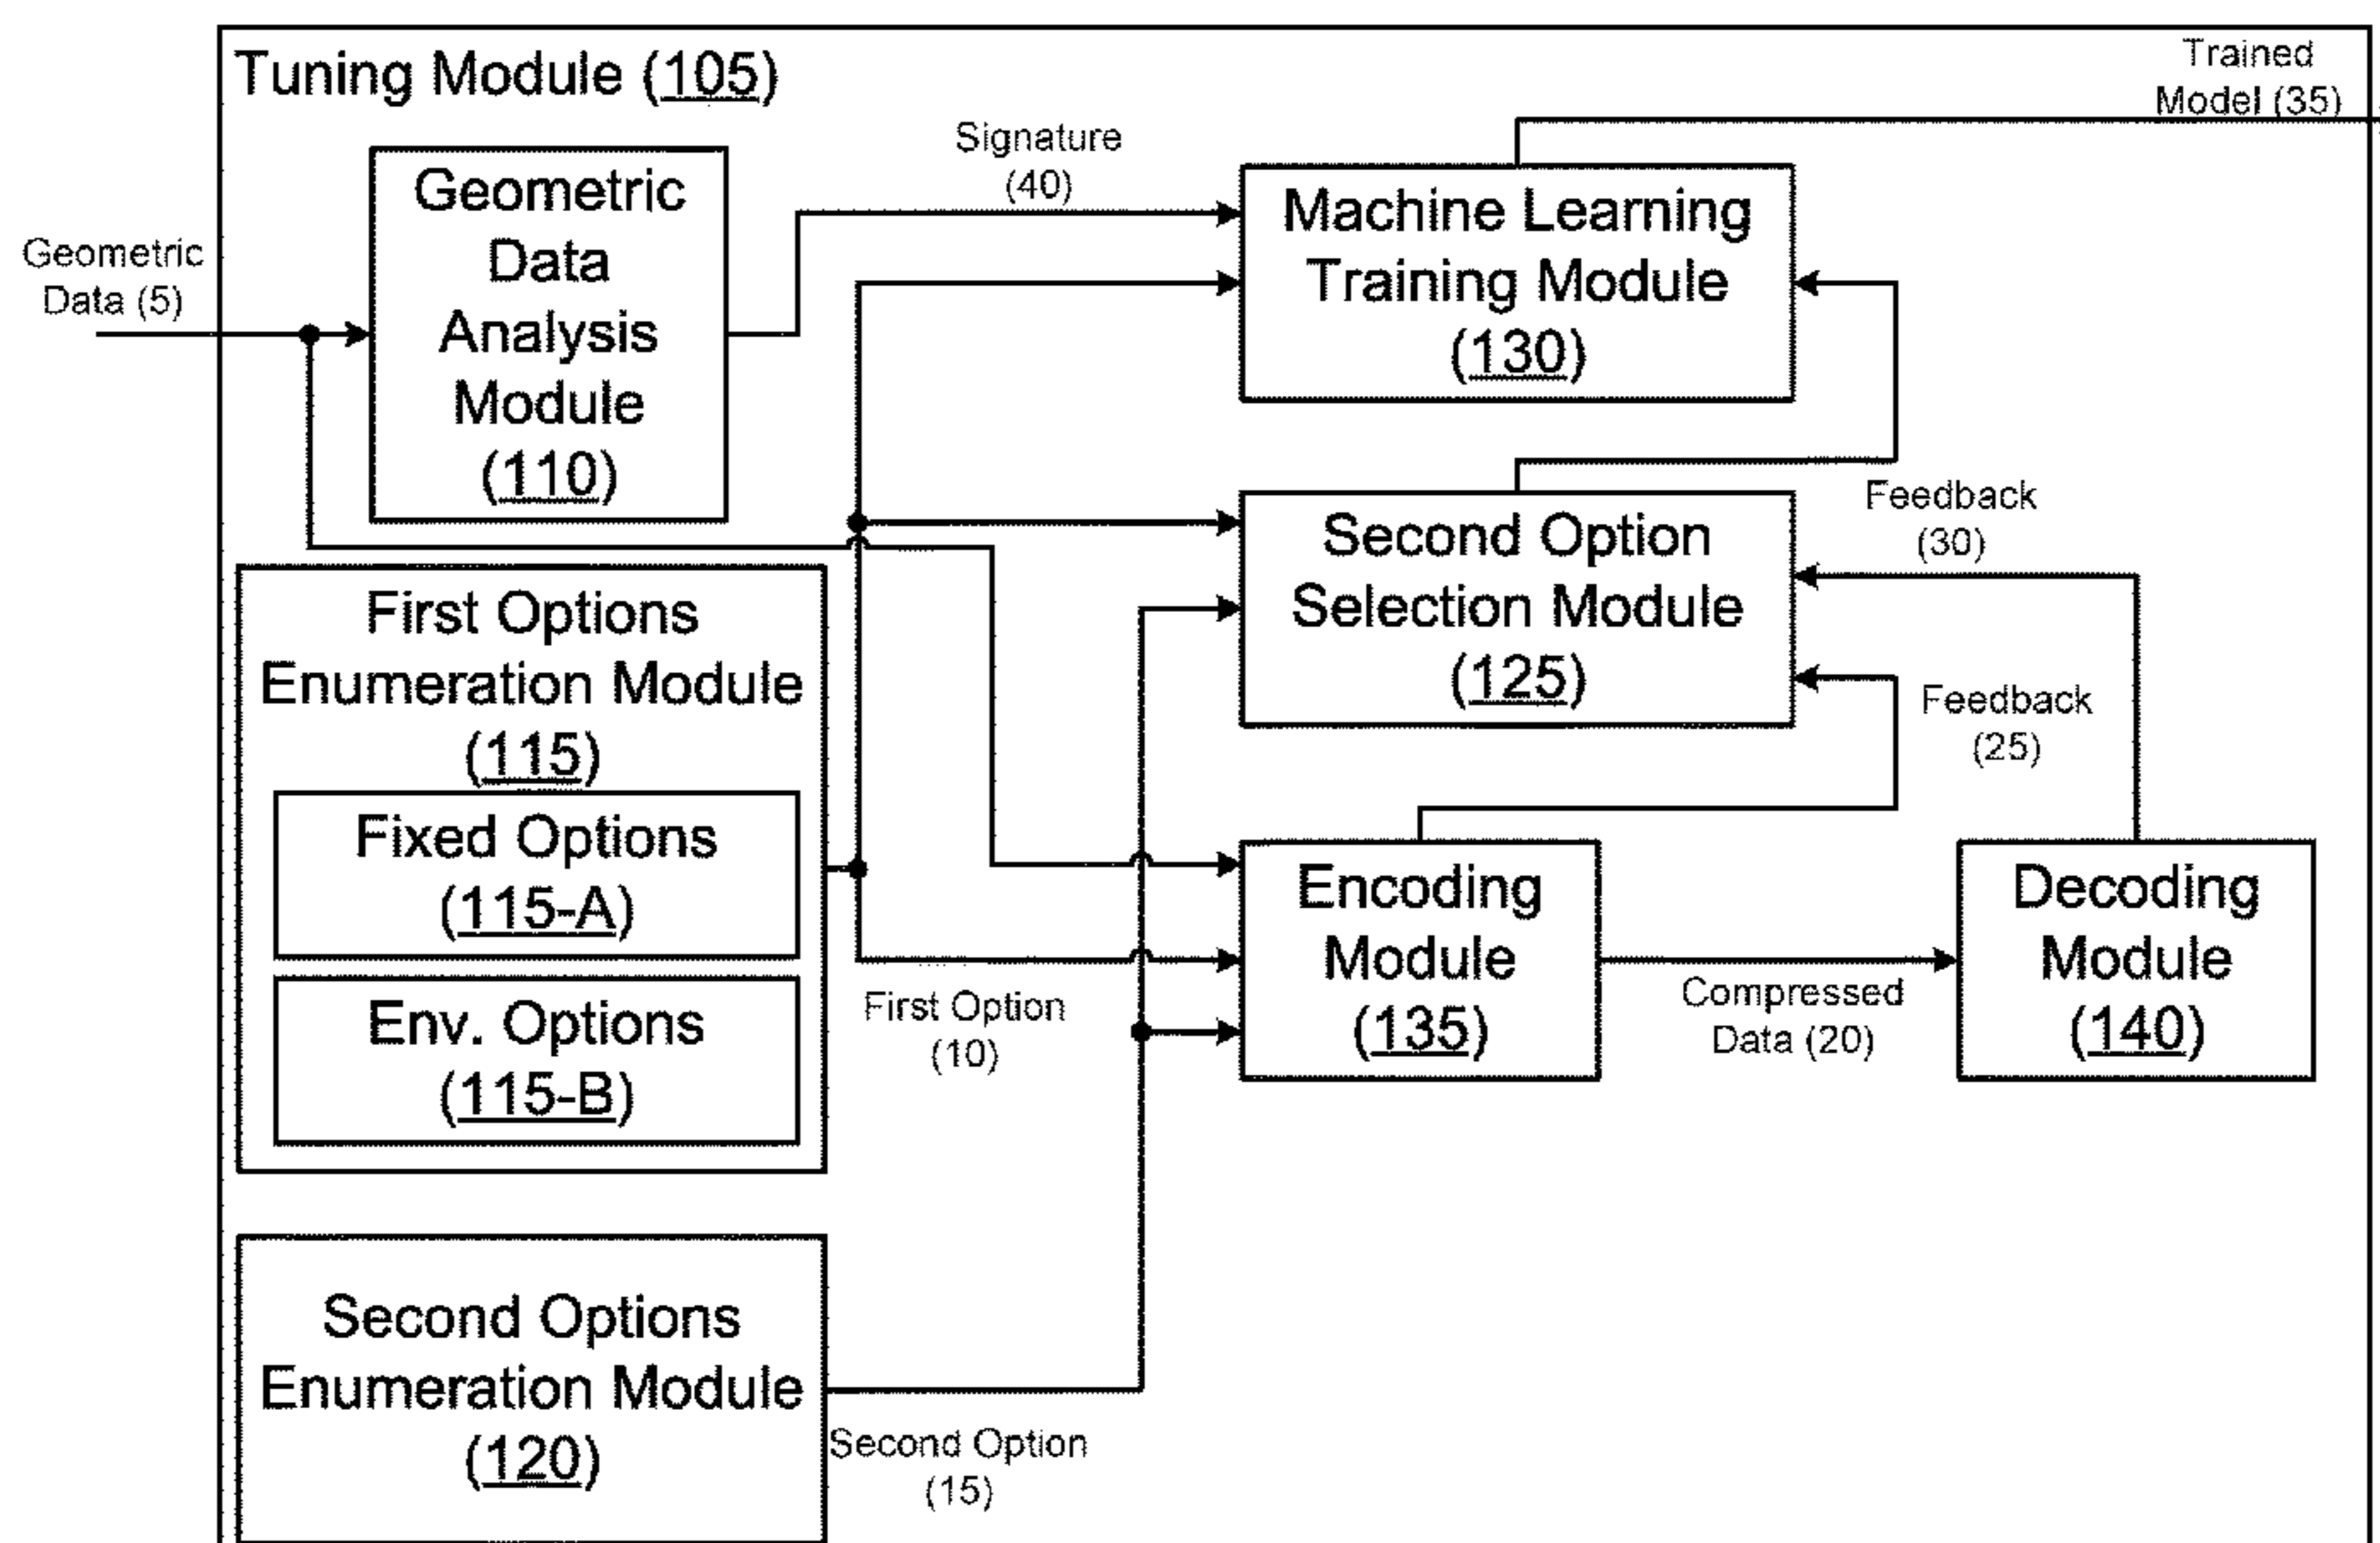 Tuning Module (105)
Trained
Model (35)
Geometric
Data (5)
Geometric
Data
Analysis
Module
(110)
Signature
(40)
Machine Learning
Training Module
(130)
First Options
Enumeration Module
(115)
Fixed Options
(115-A)
Env. Options
(115-B)
Second Option
Selection Module
(125)
Feedback
(30)
Feedback
(25)
Encoding
Module
(135)
First Option
(10)
Compressed
Data (20)
Decoding
Module
(140)
Second Options
Enumeration Module
(120)
Second Option
(15)